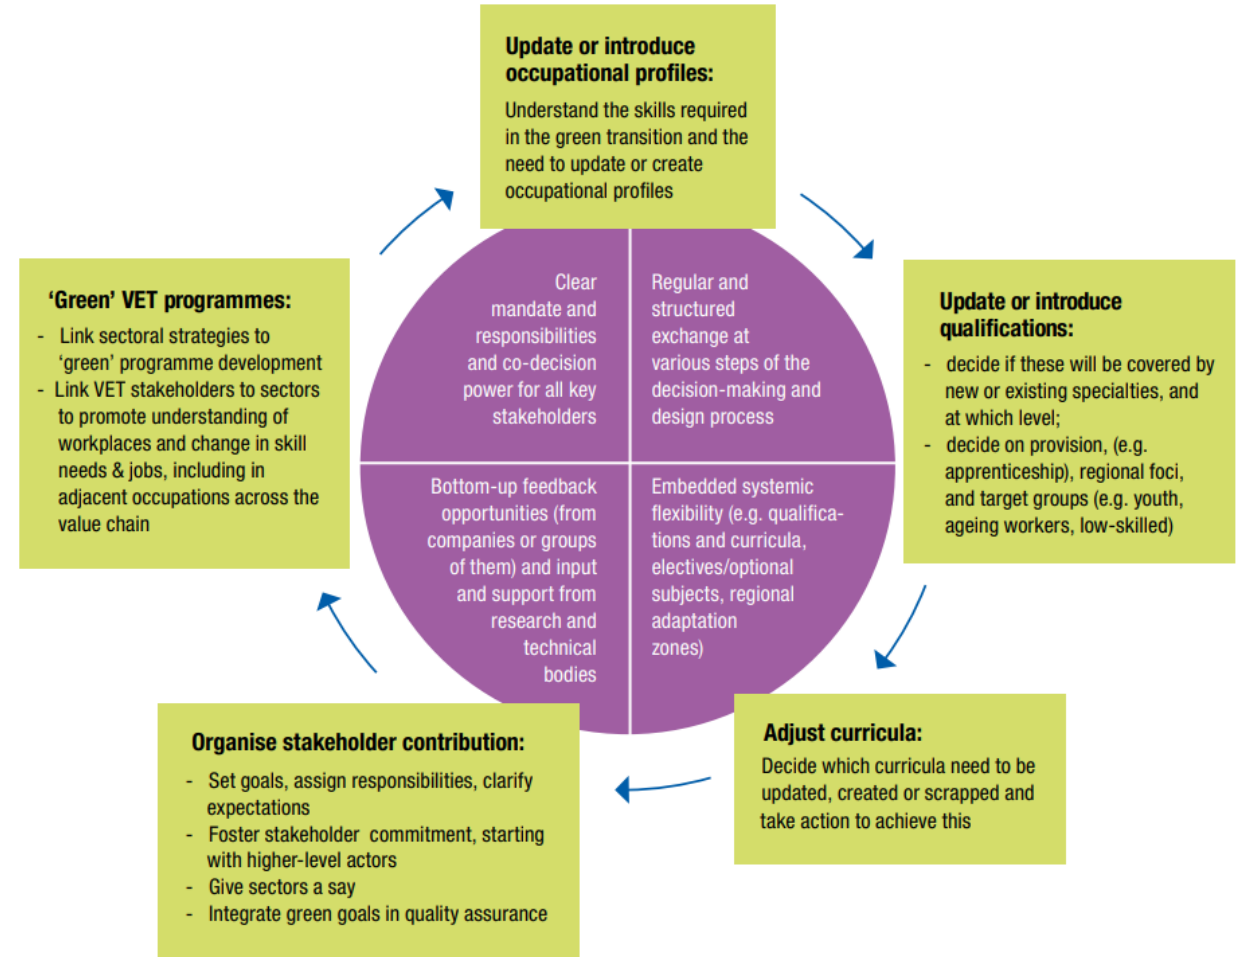 Update or introduce
occupational profiles:
Understand the skills required
in the green transition and the
need to update or create
occupational profiles
‘Green’ VET programmes:
- Link sectoral strategies to
‘green’ programme development
- Link VET stakeholders to sectors
to promote understanding of
workplaces and change in skill
needs & jobs, including in
adjacent occupations across the
value chain
Clear
mandate and
responsibilities
and co-decision
power for all key
stakeholders
Regular and
structured
exchange at
various steps of the
decision-making and
design process
Update or introduce
qualifications:
- decide if these will be covered by
new or existing specialties, and
at which level;
- decide on provision, (e.g.
apprenticeship), regional foci,
and target groups (e.g. youth,
ageing workers, low-skilled)
Bottom-up feedback
opportunities (from
companies or groups
of them) and input
and support from
research and
technical
bodies
Embedded systemic
flexibility (e.g. qualifica-
tions and curricula,
electives/optional
subjects, regional
adaptation
zones)
Organise stakeholder contribution:
- Set goals, assign responsibilities, clarify
expectations
- Foster stakeholder commitment, starting
with higher-level actors
- Give sectors a say
- Integrate green goals in quality assurance
Adjust curricula:
Decide which curricula need to be
updated, created or scrapped and
take action to achieve this